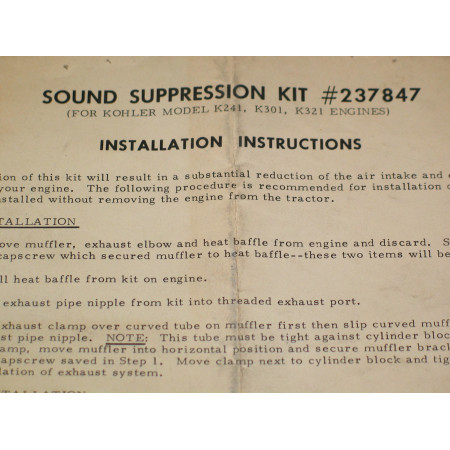 SOUND SUPPRESSION KIT #237847
(FOR KOHLER MODEL K241, K301, K321 ENGINES)
INSTALLATION INSTRUCTIONS
ion of this kit will result in a substantial reduction of the air intake and e
your engine. The following procedure is recommended for installation o
nstalled without removing the engine from the tractor.
TALLATION
ove muffler, exhaust elbow and heat baffle from engine and discard. S
capscrew which secured muffler to heat baffle--these two items will be
ll heat baffle from kit on engine.
exhaust pipe nipple from kit into threaded exhaust port.
exhaust clamp over curved tube on muffler first then slip curved muff
st pipe nipple. NOTE: This tube must be tight against cylinder bloc
amp, move muffler into horizontal position and secure muffler brack
apscrew saved in Step 1. Move clamp next to cylinder block and tig
lation of exhaust system.